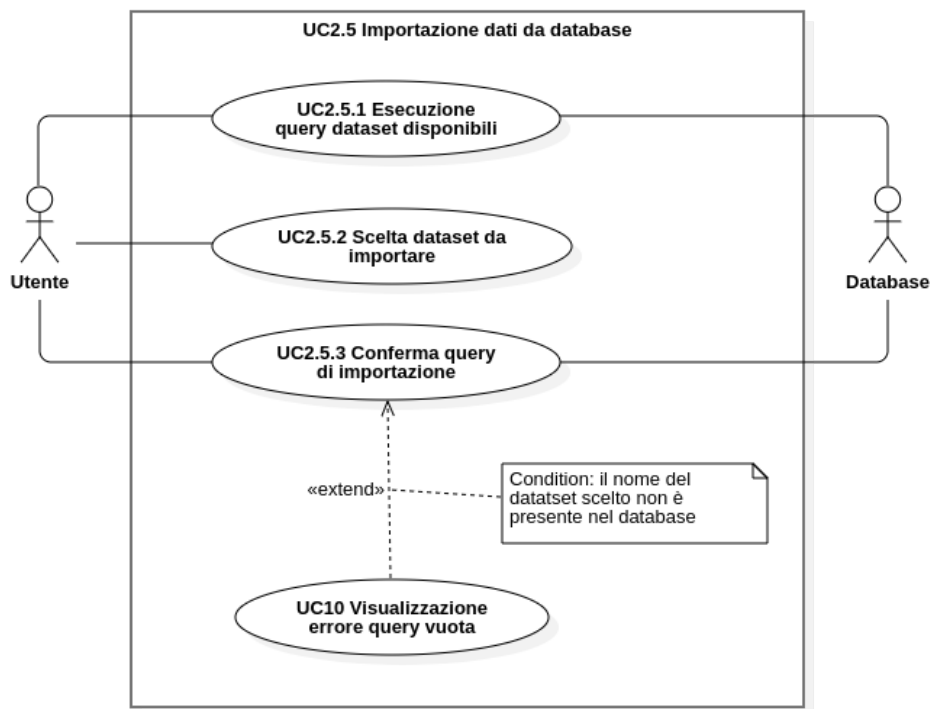 UC2.5 Importazione dati da database
UC2.5.1 Esecuzione
query dataset disponibili
UC2.5.2 Scelta dataset da
importare
Utente
Database
UC2.5.3 Conferma query
di importazione
«extend»
Condition: il nome del
datatset scelto non è
presente nel database
UC10 Visualizzazione
errore query vuota